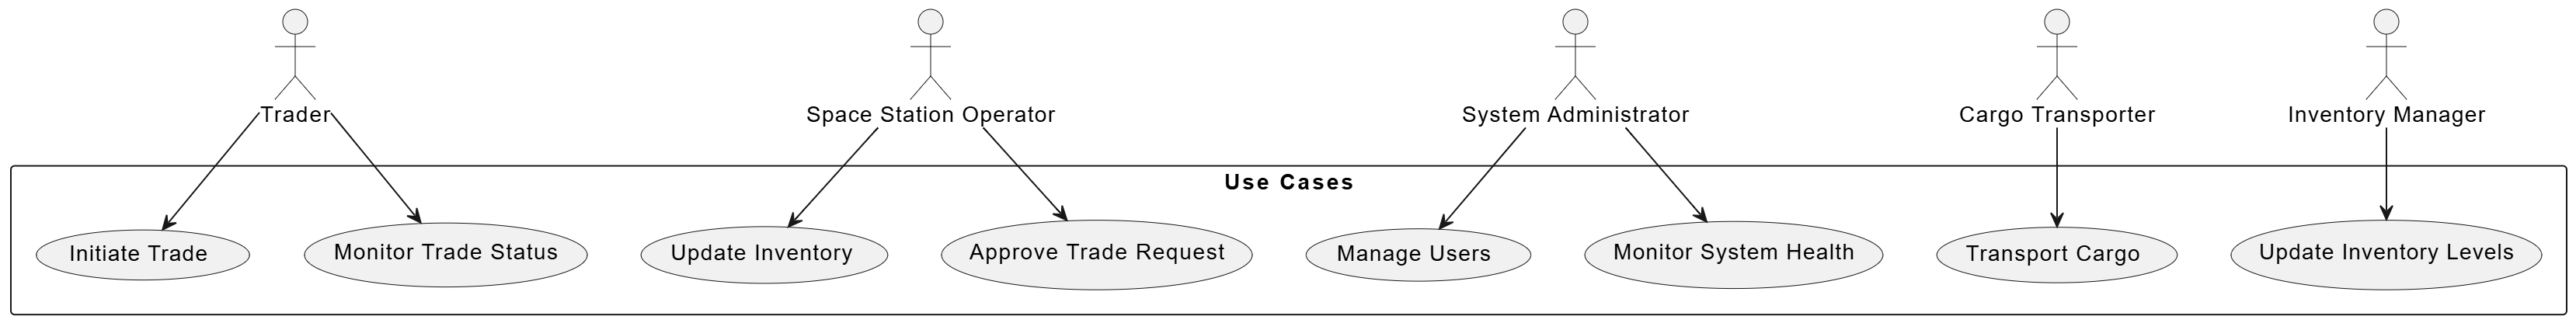 Trader
Space Station Operator
System Administrator
Cargo Transporter
Inventory Manager
Use Cases
Initiate Trade
Monitor Trade Status
Update Inventory
Approve Trade Request
Manage Users
Monitor System Health
Transport Cargo
Update Inventory Levels